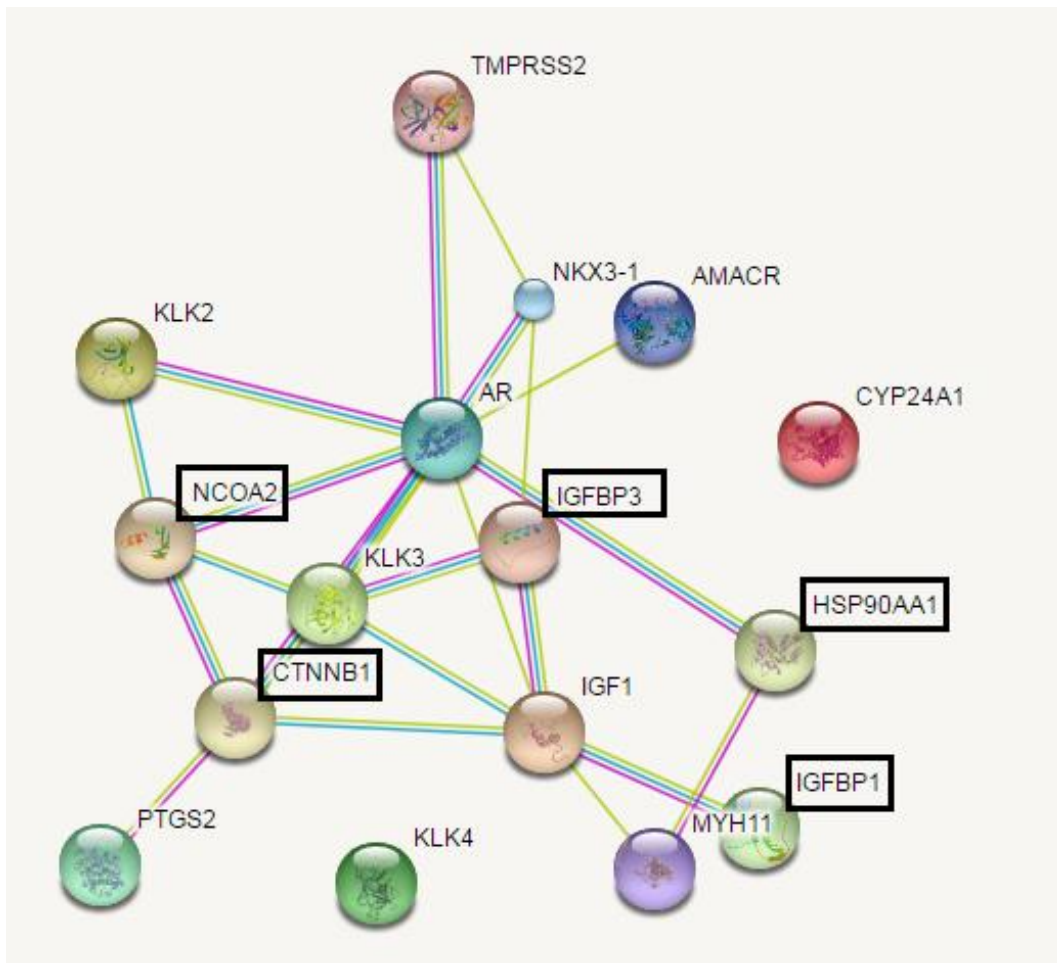 TMPRSS2
NKX3-1
AMACR
KLK2
AR
CYP24A1
NCOA2
IGFBP3
KLK3
HSP90AA1
CTNNB1
IGF1
IGFBP1
PTGS2
MYH11
KLK4